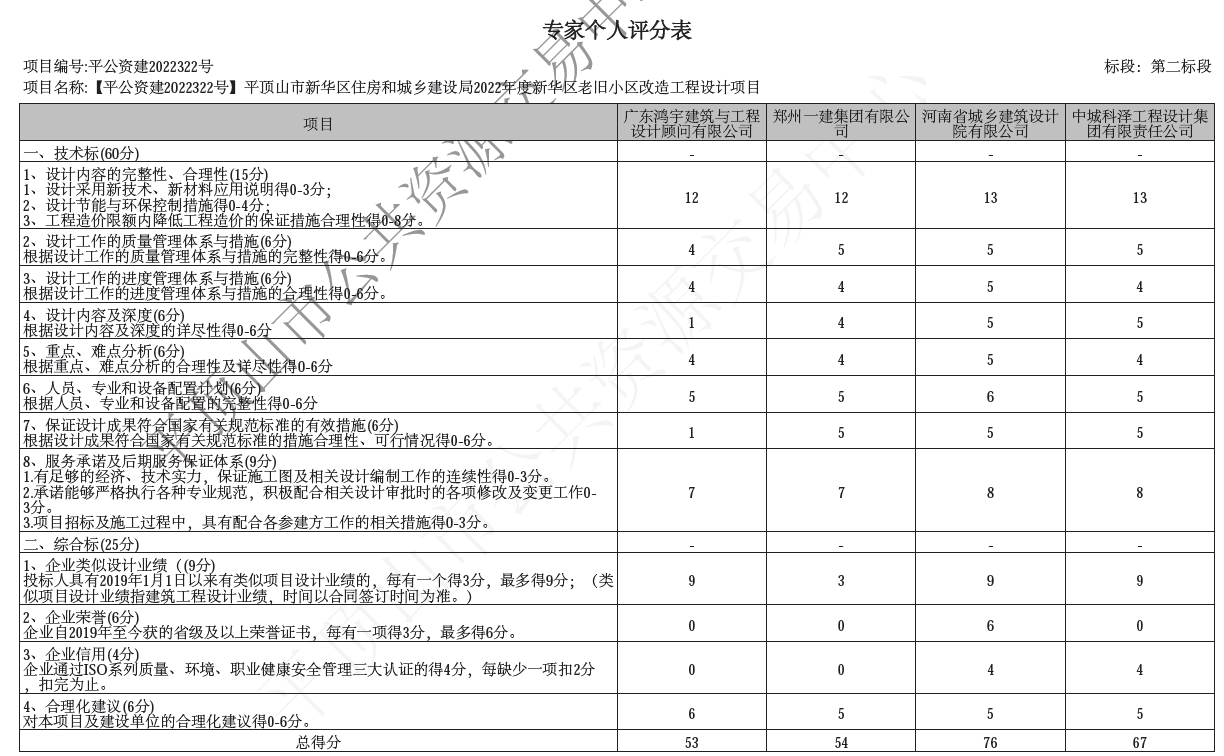 专家个人评分表
项目编号:平公资建2022322号
标段：第二标段
项目名称:【平公资建2022322号】平顶山市新华区住房和城乡建设局2022年度新华区老旧小区改造工程设计项目
项目
广东鸿宇建筑与工程
设计顾问有限公司
郑州一建集团有限公
司
河南省城乡建筑设计
院有限公司
中城科泽工程设计集
团有限责任公司
一、技术标(60分)
- - - -
1、设计内容的完整性、合理性(15分)
1、设计采用新技术、新材料应用说明得0-3分；
2、设计节能与环保控制措施得0-4分；
3、工程造价限额内降低工程造价的保证措施合理性得0-8分。
12 12 13 13
2、设计工作的质量管理体系与措施(6分)
根据设计工作的质量管理体系与措施的完整性得0-6分。
4 5 5 5
3、设计工作的进度管理体系与措施(6分)
根据设计工作的进度管理体系与措施的合理性得0-6分。
4 4 5 4
4、设计内容及深度(6分)
根据设计内容及深度的详尽性得0-6分
1 4 5 5
5、重点、难点分析(6分)
根据重点、难点分析的合理性及详尽性得0-6分
4 4 5 4
6、人员、专业和设备配置计划(6分)
根据人员、专业和设备配置的完整性得0-6分
5 5 6 5
7、保证设计成果符合国家有关规范标准的有效措施(6分)
根据设计成果符合国家有关规范标准的措施合理性、可行情况得0-6分。
1 5 5 5
8、服务承诺及后期服务保证体系(9分)
1.有足够的经济、技术实力，保证施工图及相关设计编制工作的连续性得0-3分。
2.承诺能够严格执行各种专业规范，积极配合相关设计审批时的各项修改及变更工作0-
3分。
3.项目招标及施工过程中，具有配合各参建方工作的相关措施得0-3分。
7 7 8 8
二、综合标(25分)
- - - -
1、企业类似设计业绩（(9分)
投标人具有2019年1月1日以来有类似项目设计业绩的，每有一个得3分，最多得9分；（类
似项目设计业绩指建筑工程设计业绩，时间以合同签订时间为准。）
9 3 9 9
2、企业荣誉(6分)
企业自2019年至今获的省级及以上荣誉证书，每有一项得3分，最多得6分。
0 0 6 0
3、企业信用(4分)
企业通过ISO系列质量、环境、职业健康安全管理三大认证的得4分，每缺少一项扣2分
，扣完为止。
0 0 4 4
4、合理化建议(6分)
对本项目及建设单位的合理化建议得0-6分。
6 5 5 5
总得分
53 54 76 67
平顶山市公共资源交易中
平顶山市公共资源交易中心